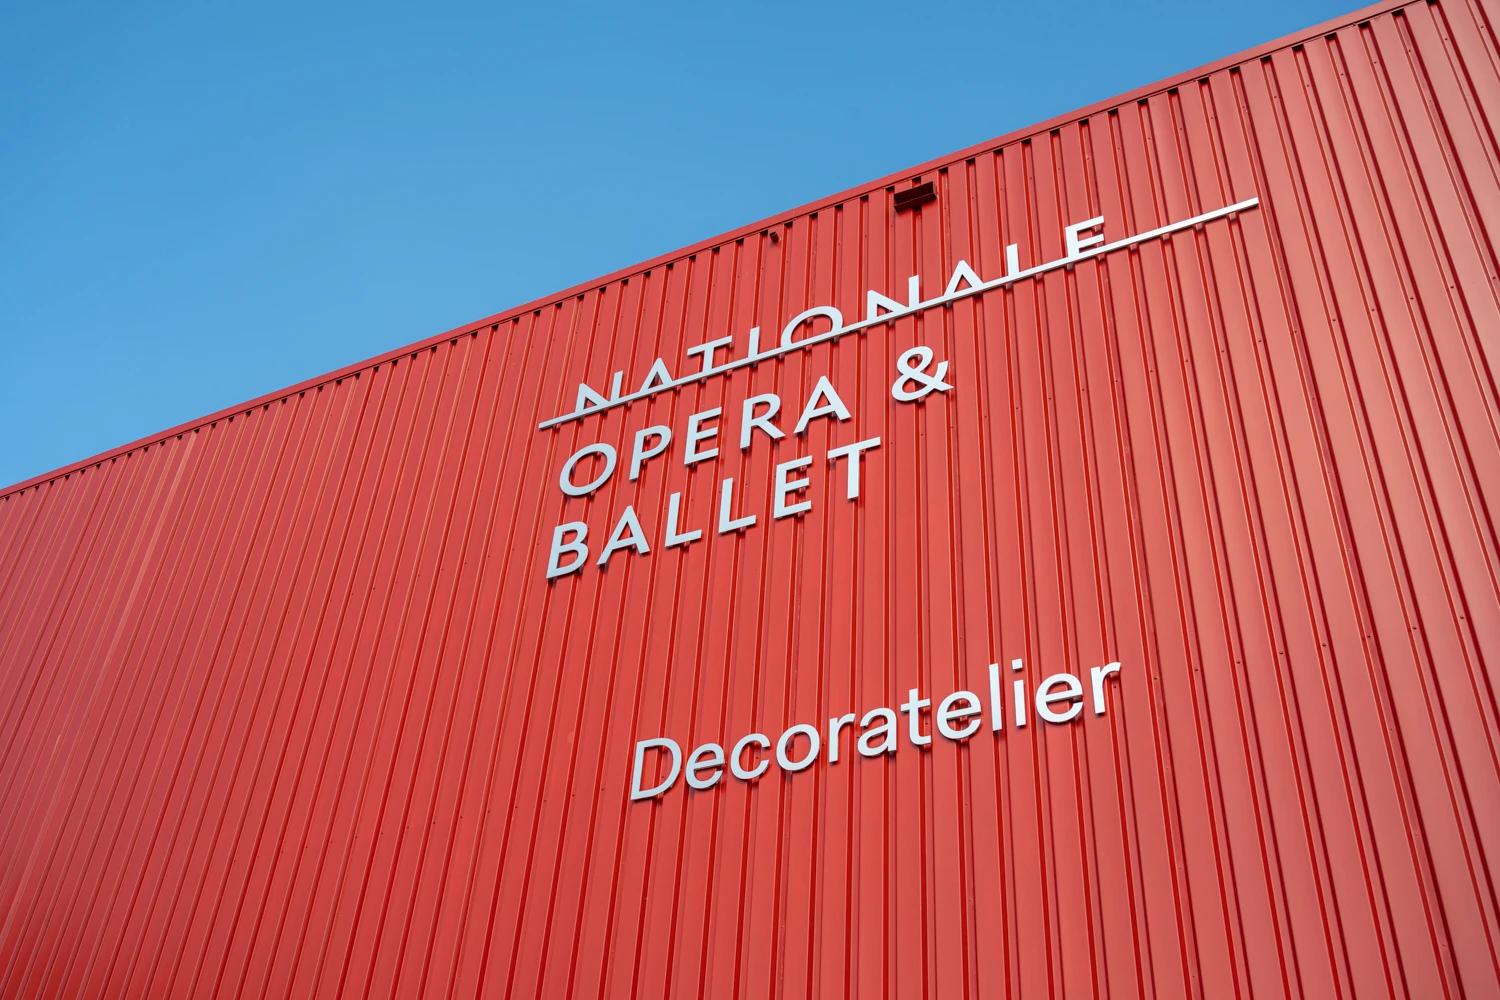 NATIONALE
OPERA &
BALLET
Decoratelier